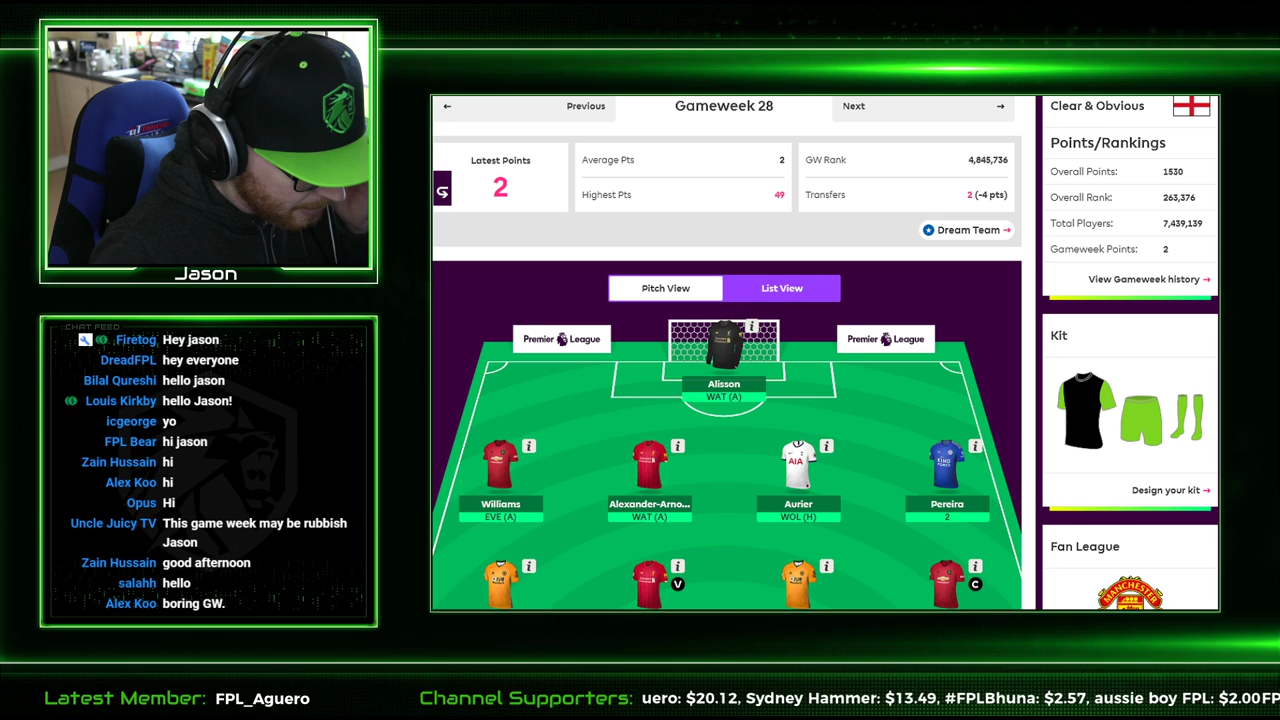 Jason
::CHAT FEED
Firetog Hey jason
DreadFPL hey everyone
Bilal Qureshi hello jason
Louis Kirkby hello Jason!
icgeorge yo
FPL Bear hi jason
Zain Hussain hi
Alex Koo hi
Opus Hi
Uncle Juicy TV This game week may be rubbish
Jason
Zain Hussain good afternoon
salahh hello
Alex Koo boring GW.
← Previous Gameweek 28 Next →
Latest Points
2
Average Pts 2
Highest Pts 49
GW Rank 4,845,736
Transfers 2 (-4 pts)
Dream Team →
Pitch View List View
Premier League
Premier League
Alisson
WAT (A)
Williams
EVE (A)
Alexander-Arno...
WAT (A)
AIA
Aurier
WOL (H)
KING POWER
Pereira
2
V
C
Clear & Obvious
Points/Rankings
Overall Points: 1530
Overall Rank: 263,376
Total Players: 7,439,139
Gameweek Points: 2
View Gameweek history →
Kit
Design your kit →
Fan League
MANCHESTER
Latest Member: FPL_Aguero
Channel Supporters: uero: $20.12, Sydney Hammer: $13.49, #FPLBhuna: $2.57, aussie boy FPL: $2.00FP